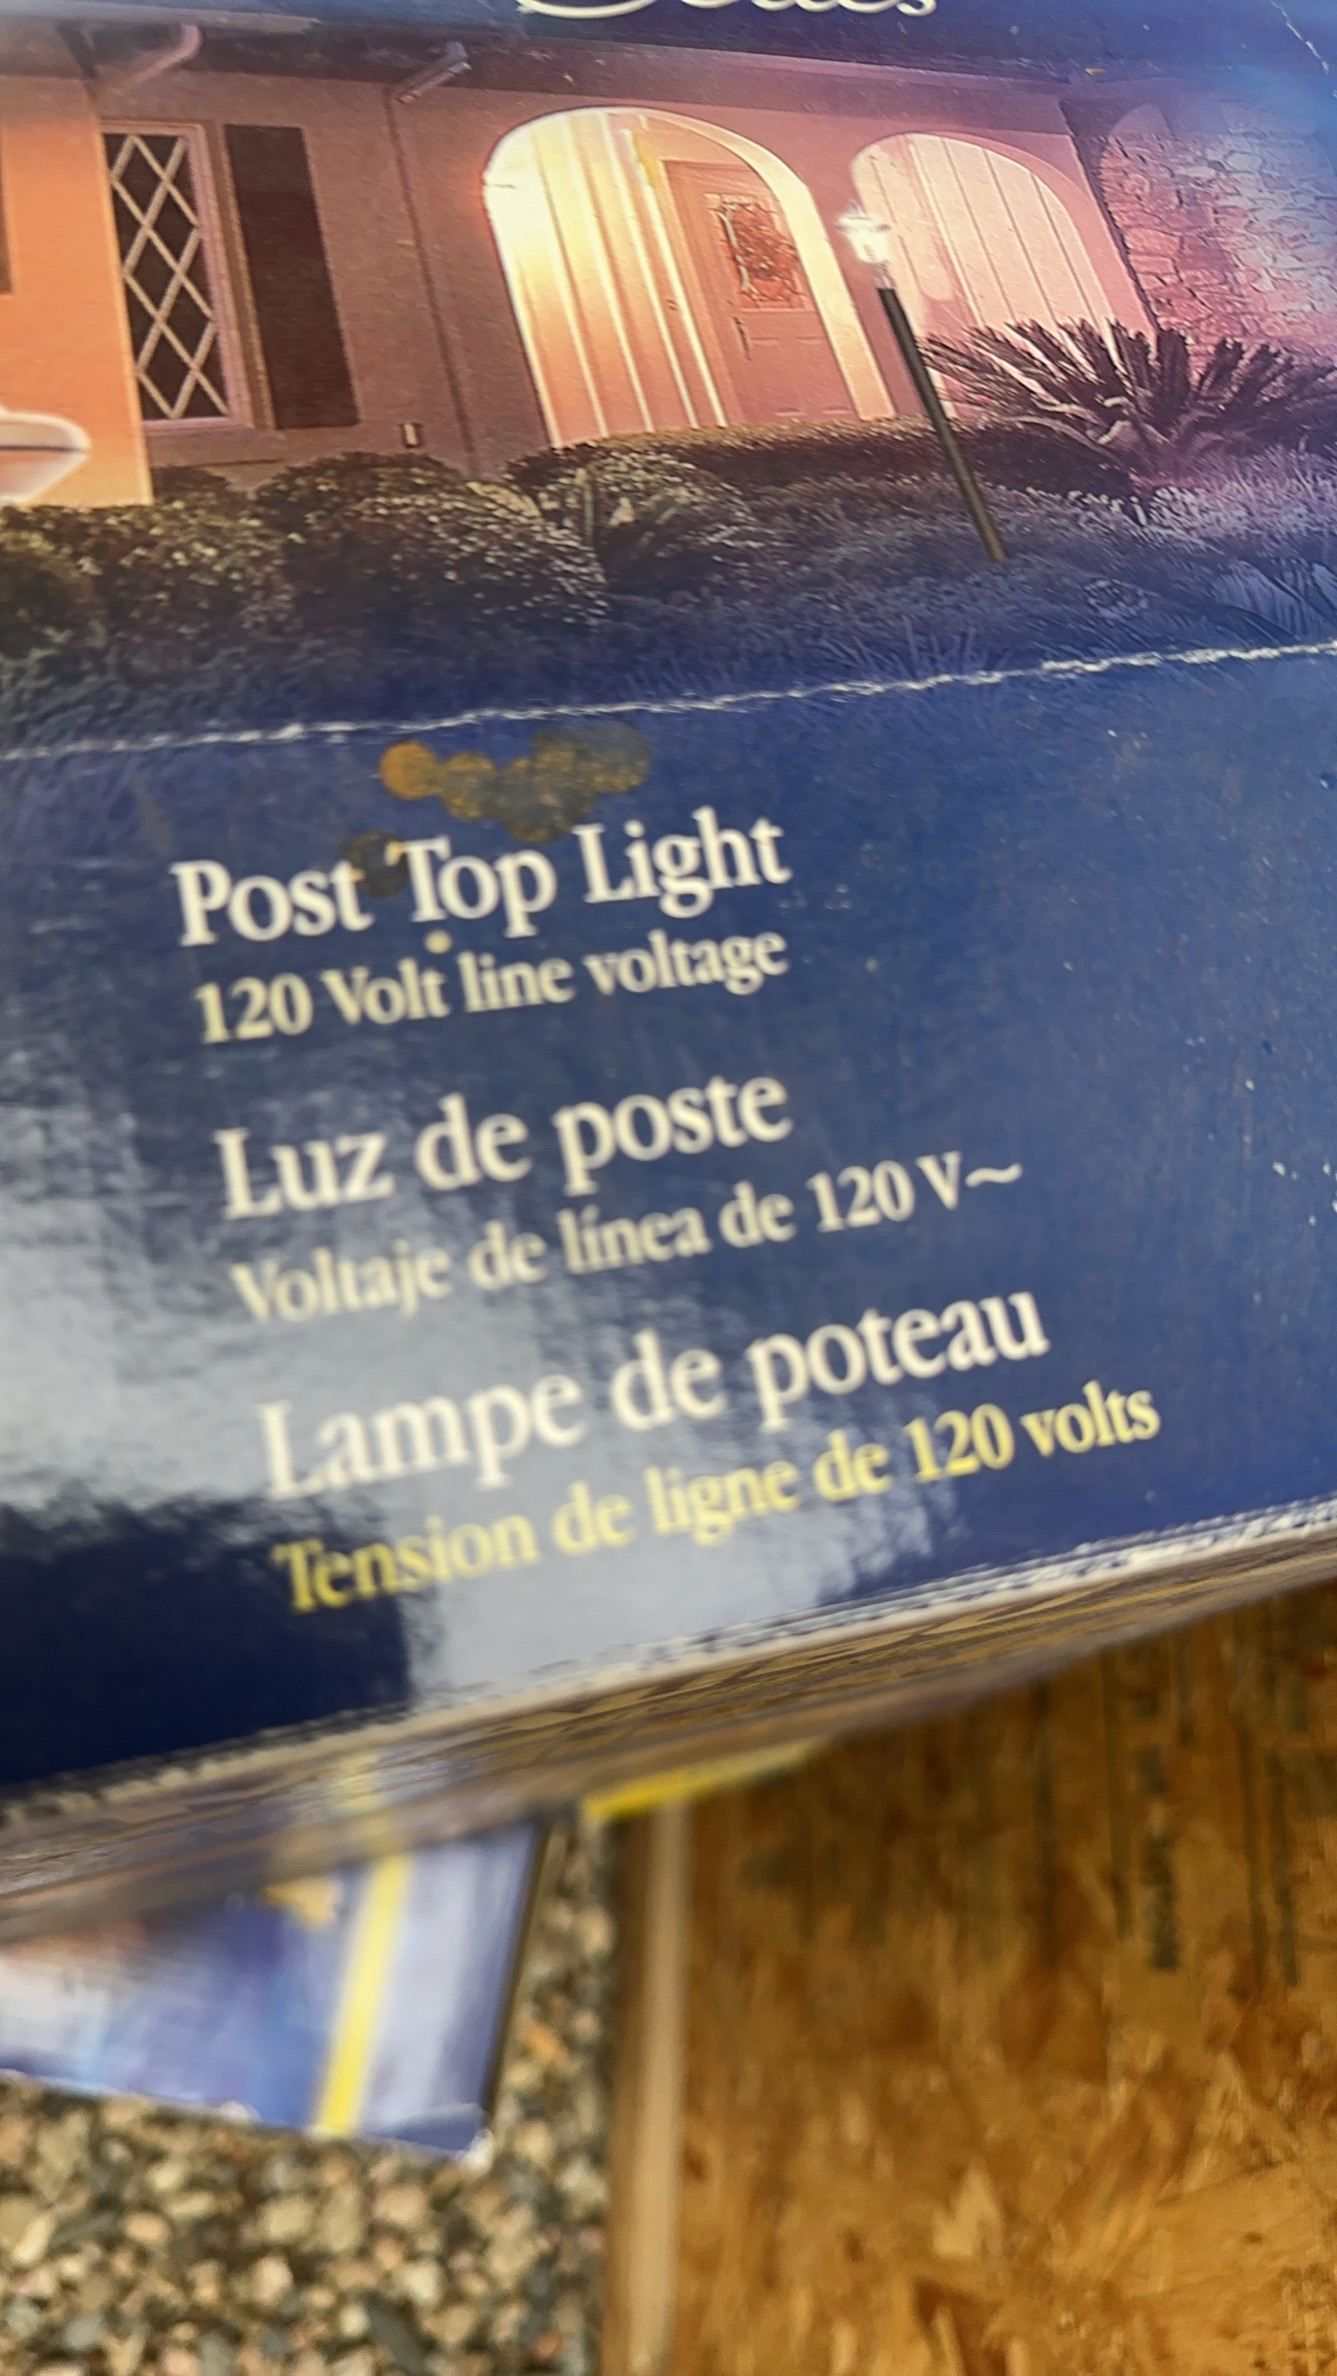 Post Top Light
120 Volt line voltage
Luz de poste
Voltaje de línea de 120 V~
Lampe de poteau
Tension de ligne de 120 volts